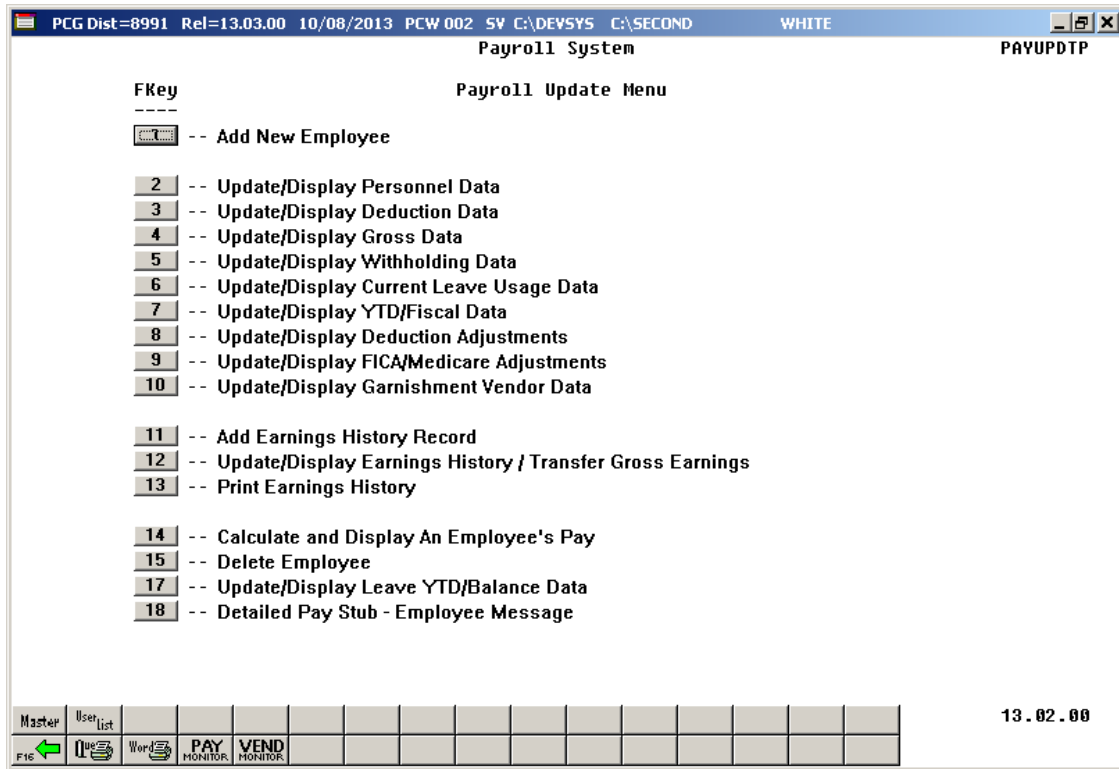 PCG Dist=8991 Rel=13.03.00 10/08/2013 PCW 002 SV C:\DEVSYS C:\SECOND WHITE
Payroll System PAYUPDTP
FKey Payroll Update Menu
----
1 -- Add New Employee
2 -- Update/Display Personnel Data
3 -- Update/Display Deduction Data
4 -- Update/Display Gross Data
5 -- Update/Display Withholding Data
6 -- Update/Display Current Leave Usage Data
7 -- Update/Display YTD/Fiscal Data
8 -- Update/Display Deduction Adjustments
9 -- Update/Display FICA/Medicare Adjustments
10 -- Update/Display Garnishment Vendor Data
11 -- Add Earnings History Record
12 -- Update/Display Earnings History / Transfer Gross Earnings
13 -- Print Earnings History
14 -- Calculate and Display An Employee's Pay
15 -- Delete Employee
17 -- Update/Display Leave YTD/Balance Data
18 -- Detailed Pay Stub - Employee Message
Master User List 13.02.00
F16 Que Word PAY MONITOR VEND MONITOR